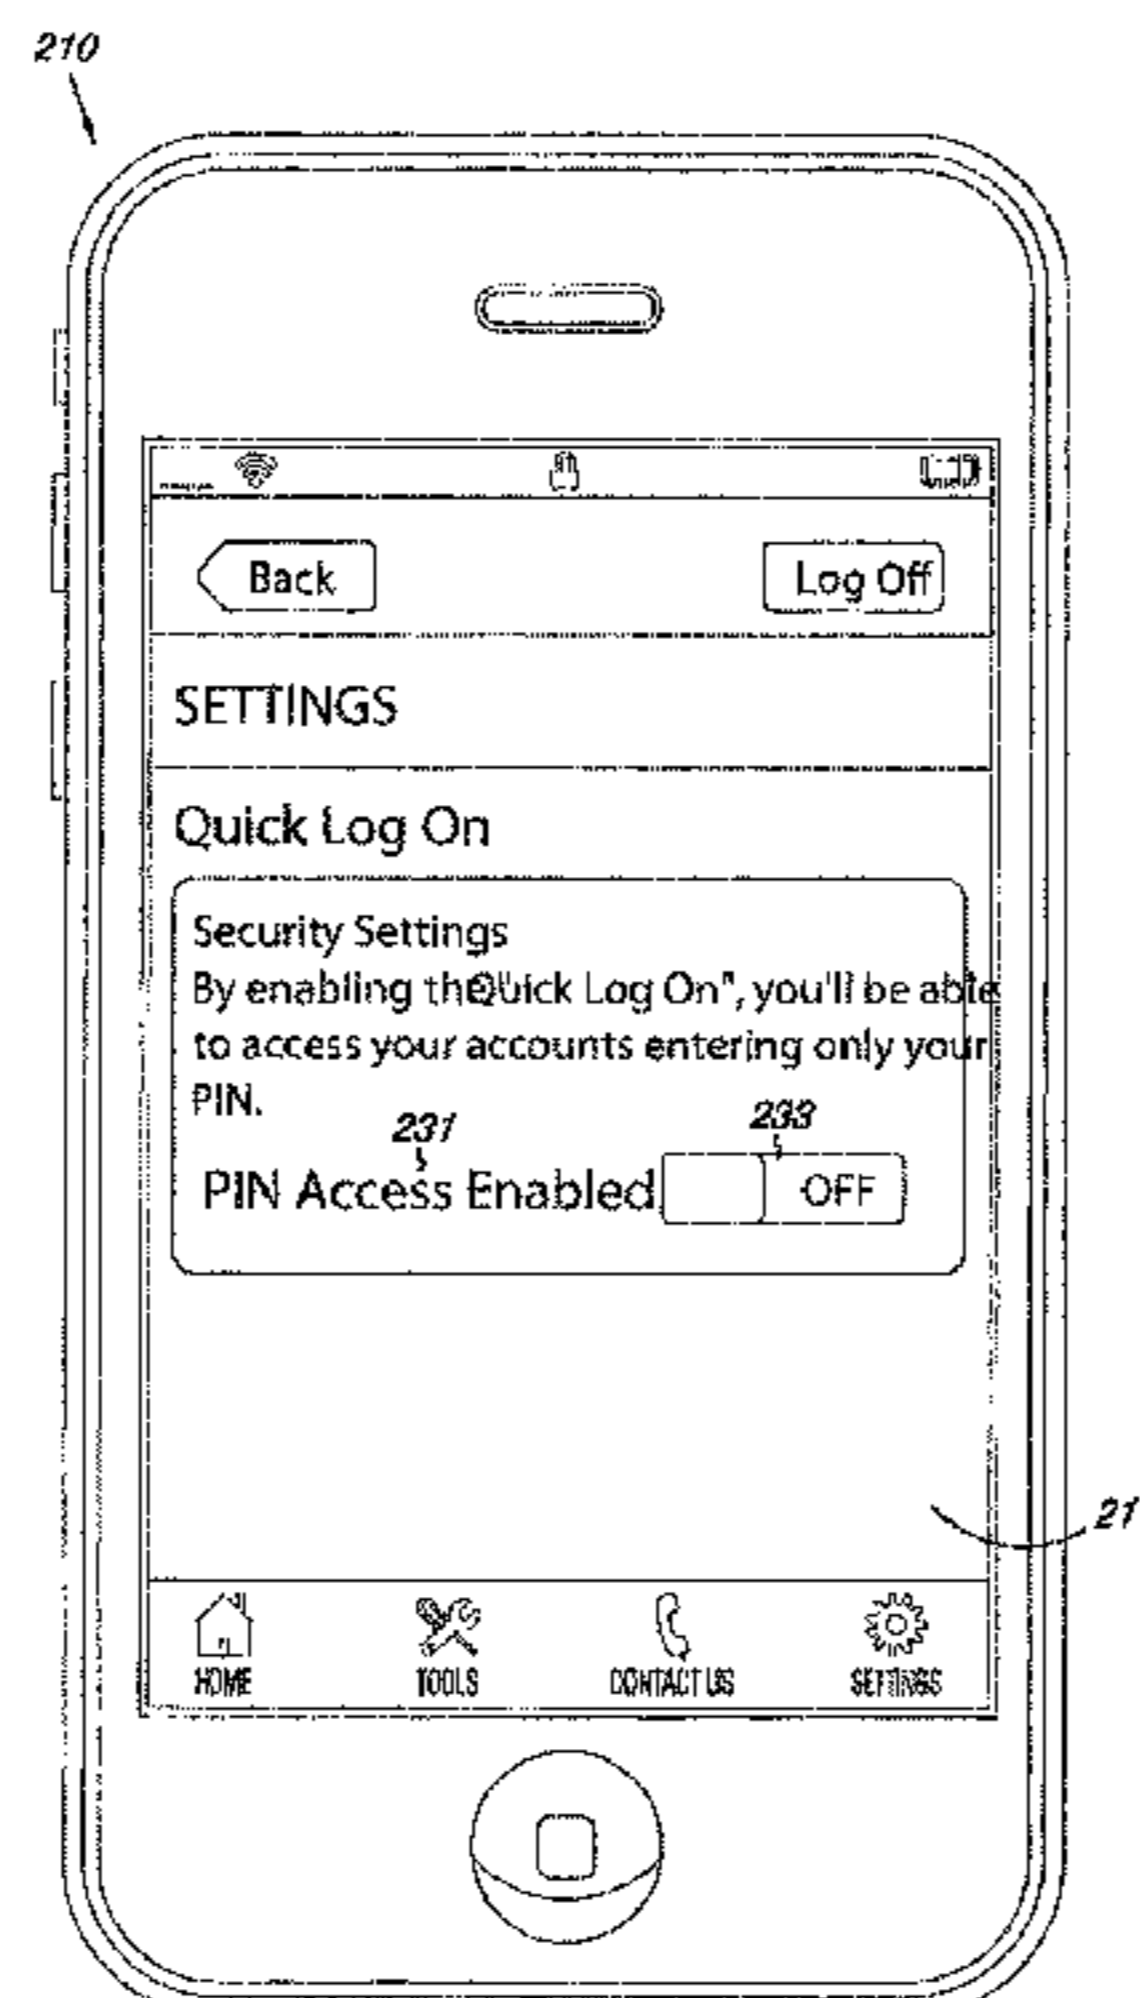 210
Back
Log Off
SETTINGS
Quick Log On
Security Settings
By enabling the"Quick Log On", you'll be able
to access your accounts entering only your
PIN.
231
233
PIN Access Enabled
OFF
21
HOME
TOOLS
CONTACT US
SETTINGS